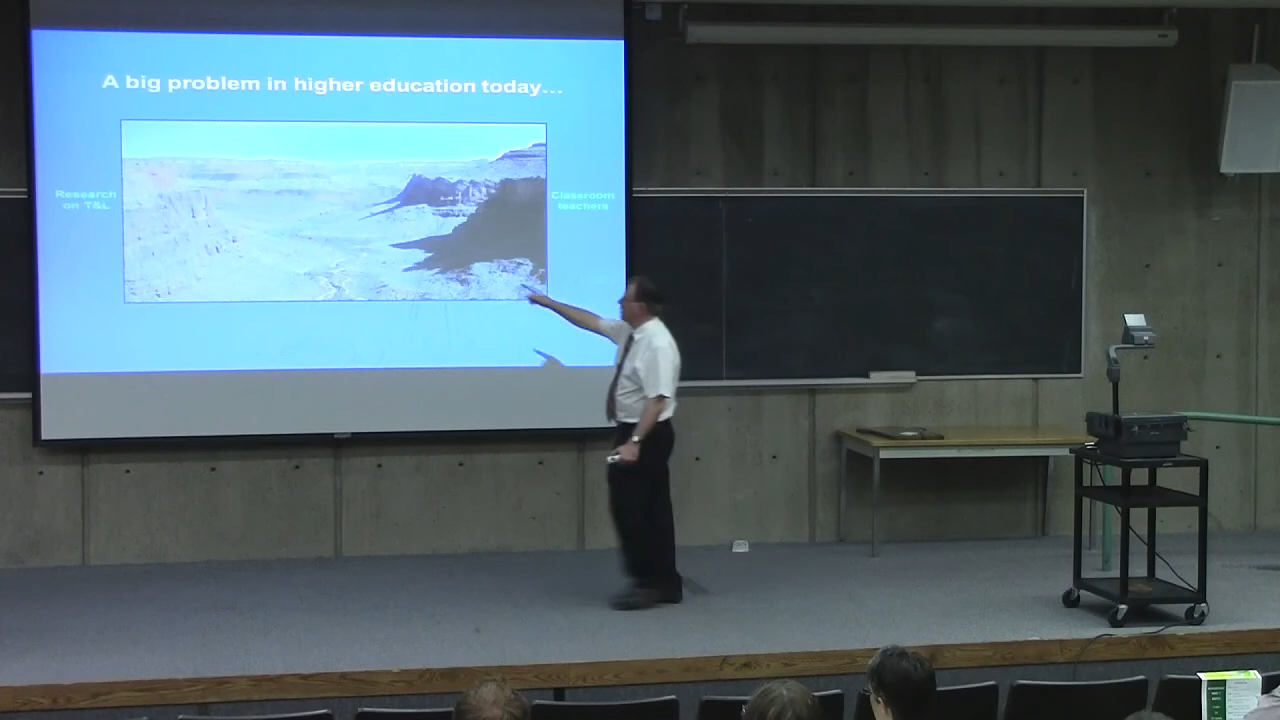 A big problem in higher education today...
Research
on T&L
Classroom
teachers